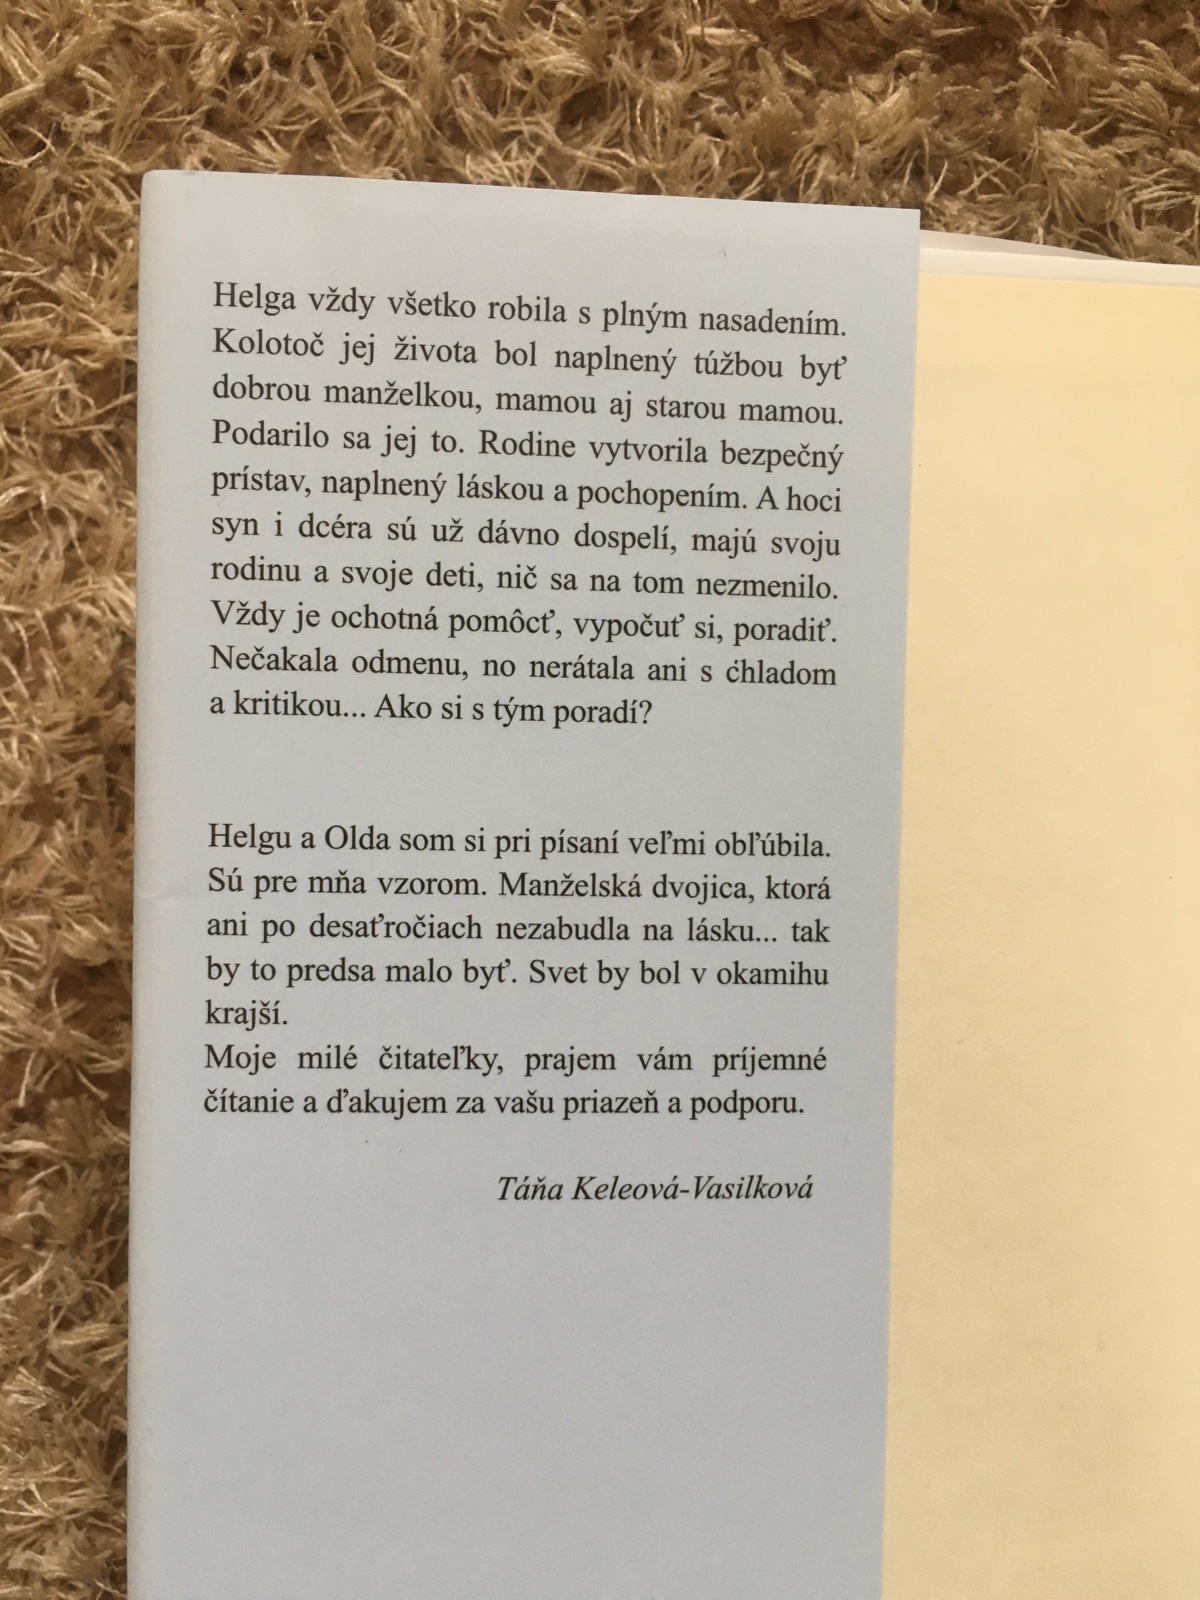 Helga vždy všetko robila s plným nasadením.
Kolotoč jej života bol naplnený túžbou byť
dobrou manželkou, mamou aj starou mamou.
Podarilo sa jej to. Rodine vytvorila bezpečný
prístav, naplnený láskou a pochopením. A hoci
syn i dcéra sú už dávno dospelí, majú svoju
rodinu a svoje deti, nič sa na tom nezmenilo.
Vždy je ochotná pomôcť, vypočuť si, poradiť.
Nečakala odmenu, no nerátala ani s chladom
a kritikou... Ako si s tým poradí?
Helgu a Olda som si pri písaní veľmi obľúbila.
Sú pre mňa vzorom. Manželská dvojica, ktorá
ani po desaťročiach nezabudla na lásku... tak
by to predsa malo byť. Svet by bol v okamihu
krajší.
Moje milé čitateľky, prajem vám príjemné
čítanie a ďakujem za vašu priazeň a podporu.
Táňa Keleová-Vasilková